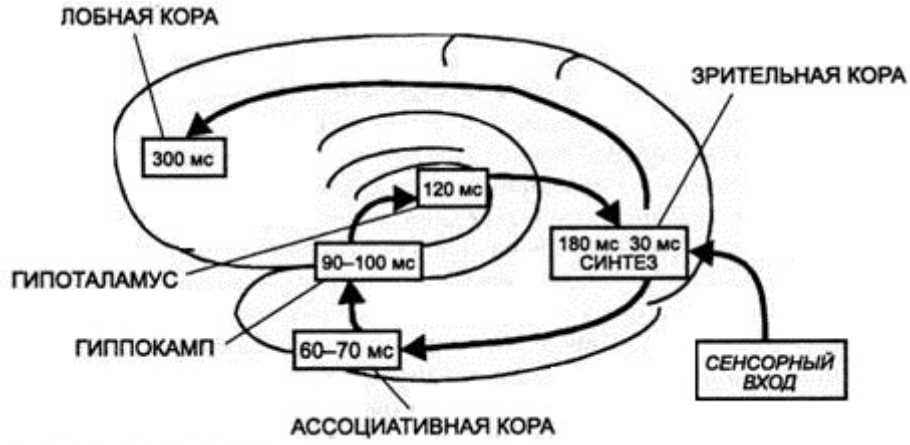 ЛОБНАЯ КОРА
ЗРИТЕЛЬНАЯ КОРА
300 мс
120 мс
180 мс 30 мс
СИНТЕЗ
90–100 мс
ГИПОТАЛАМУС
ГИППОКАМП
60–70 мс
СЕНСОРНЫЙ
ВХОД
АССОЦИАТИВНАЯ КОРА